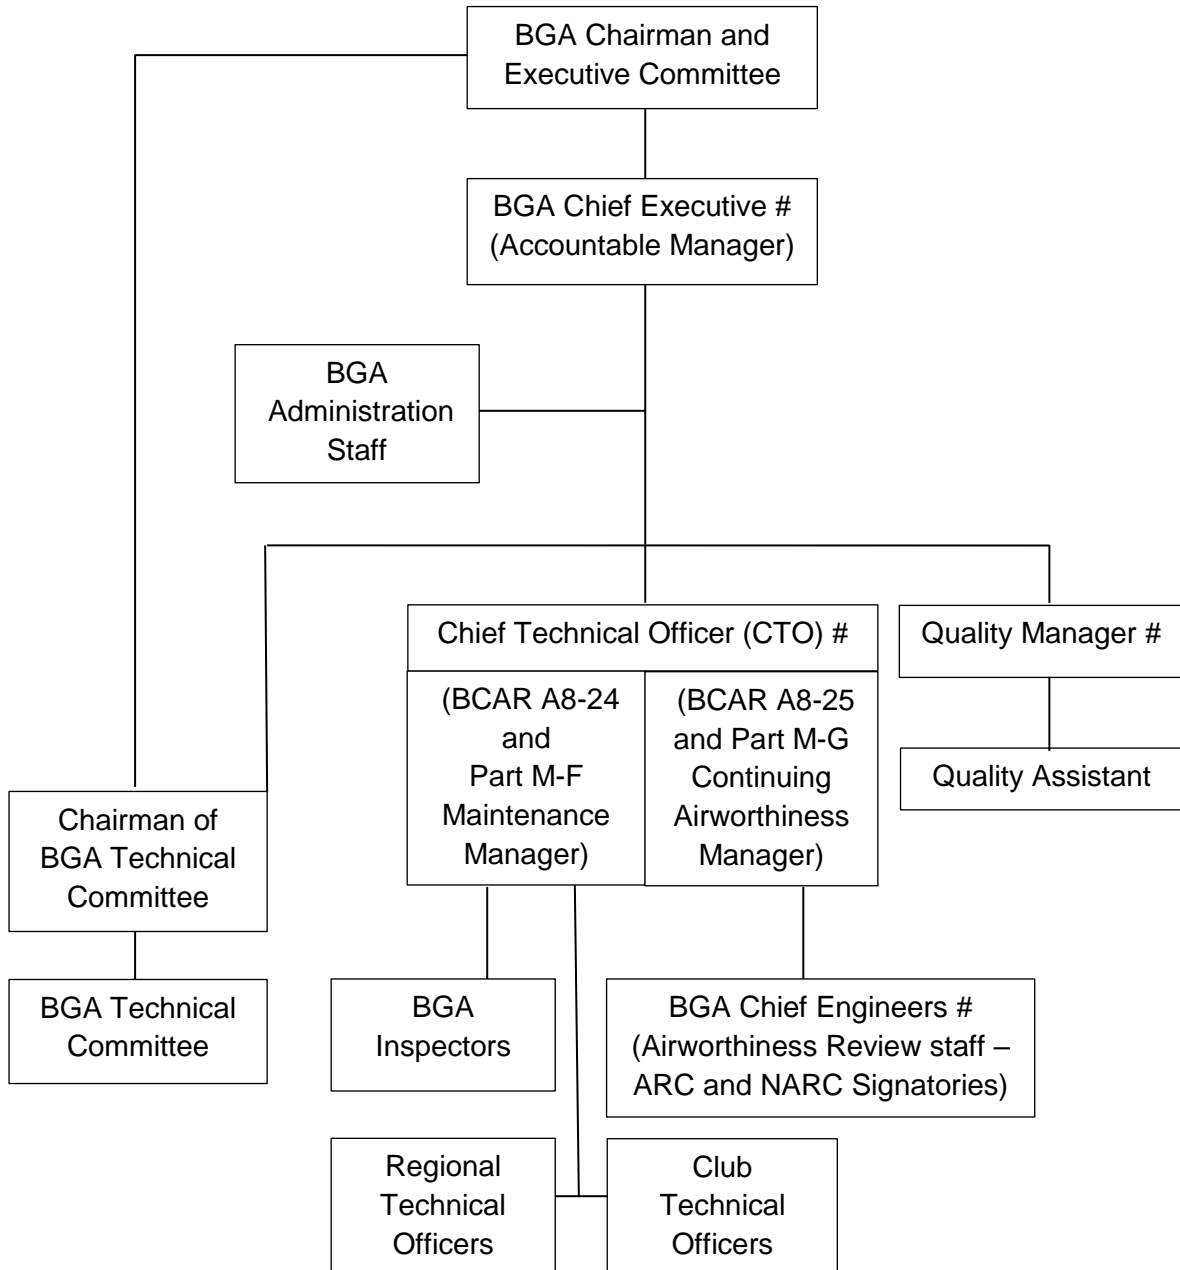 BGA Chairman and
Executive Committee
BGA Chief Executive #
(Accountable Manager)
BGA
Administration
Staff
Chief Technical Officer (CTO) #
(BCAR A8-24
and
Part M-F
Maintenance
Manager)
(BCAR A8-25
and Part M-G
Continuing
Airworthiness
Manager)
Quality Manager #
Quality Assistant
Chairman of
BGA Technical
Committee
BGA Technical
Committee
BGA
Inspectors
BGA Chief Engineers #
(Airworthiness Review staff –
ARC and NARC Signatories)
Regional
Technical
Officers
Club
Technical
Officers